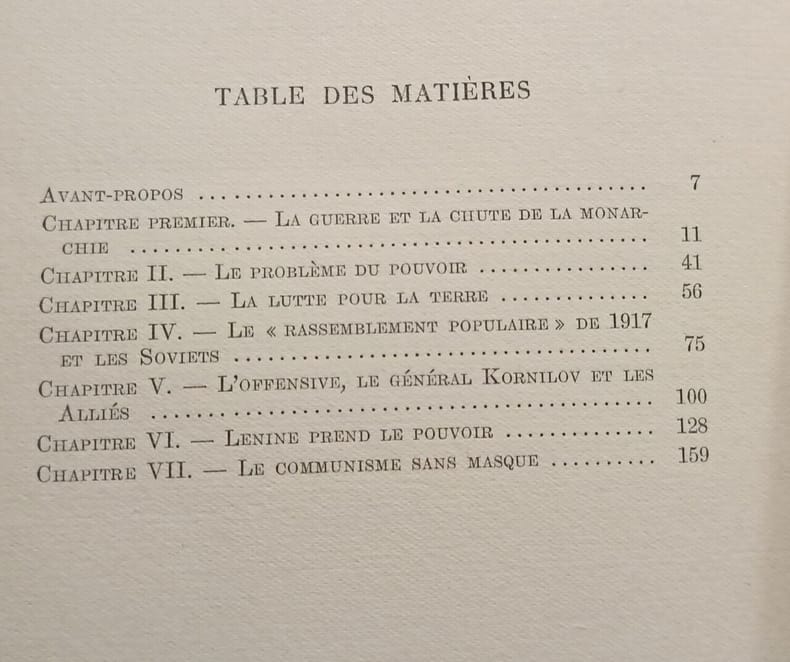 TABLE DES MATIÈRES
AVANT-PROPOS ........................................ 7
CHAPITRE PREMIER. — LA GUERRE ET LA CHUTE DE LA MONAR-
CHIE ............................................. 11
CHAPITRE II. — LE PROBLÈME DU POUVOIR ............... 41
CHAPITRE III. — LA LUTTE POUR LA TERRE ............. 56
CHAPITRE IV. — LE « RASSEMBLEMENT POPULAIRE » DE 1917
ET LES SOVIETS .................................... 75
CHAPITRE V. — L'OFFENSIVE, LE GÉNÉRAL KORNILOV ET LES
ALLIÉS ........................................... 100
CHAPITRE VI. — LENINE PREND LE POUVOIR ............. 128
CHAPITRE VII. — LE COMMUNISME SANS MASQUE .......... 159